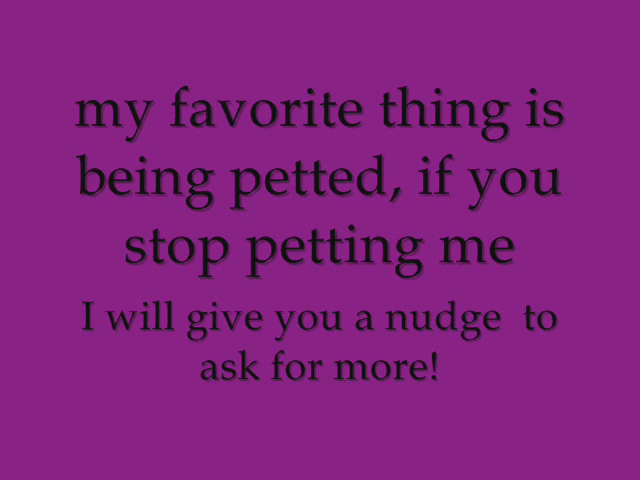 my favorite thing is
being petted, if you
stop petting me
I will give you a nudge  to
ask for more!